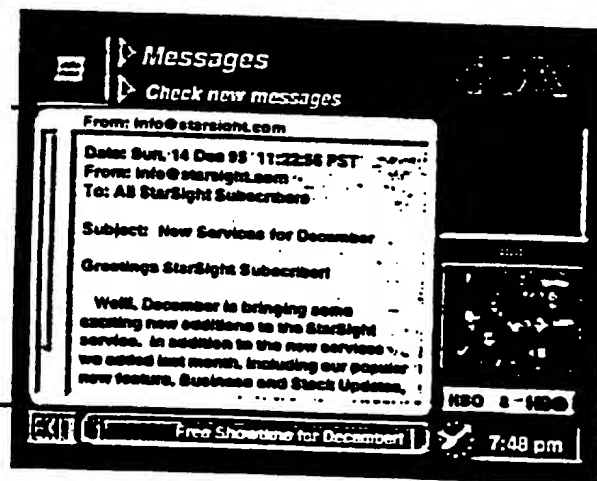 Messages
Check new messages
From: info@starsight.com
Date: Sun, 14 Dec 95 11:22:56 PST
From: info@starsight.com
To: All StarSight Subscribers
Subject: New Services for December
Greetings StarSight Subscriber!
Well, December is bringing some
exciting new additions to the StarSight
service. In addition to the new services
we added last month, including our popular
new feature, Business and Stock Updates,
HBO 8-HBO
Free Showtime for December!
7:48 pm